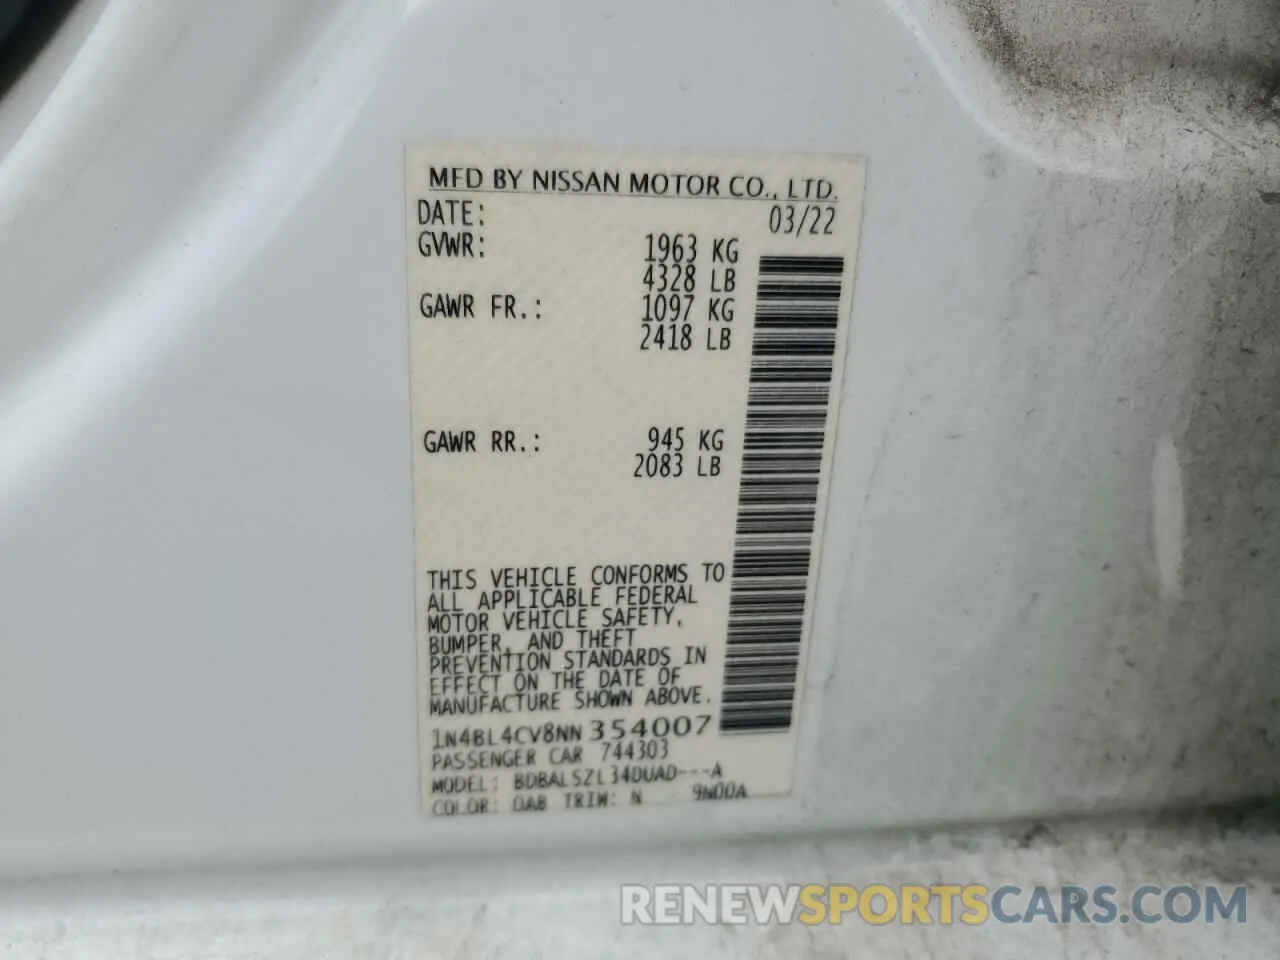 MFD BY NISSAN MOTOR CO., LTD.
DATE: 03/22
GVWR: 1963 KG
4328 LB
GAWR FR.: 1097 KG
2418 LB
GAWR RR.: 945 KG
2083 LB
THIS VEHICLE CONFORMS TO
ALL APPLICABLE FEDERAL
MOTOR VEHICLE SAFETY,
BUMPER, AND THEFT
PREVENTION STANDARDS IN
EFFECT ON THE DATE OF
MANUFACTURE SHOWN ABOVE.
1N4BL4CV8NN354007
PASSENGER CAR 744303
MODEL: BDBALSZL34DUAD---A
COLOR: QAB TRIM: N 9N00A
RENEWSPORTSCARS.COM